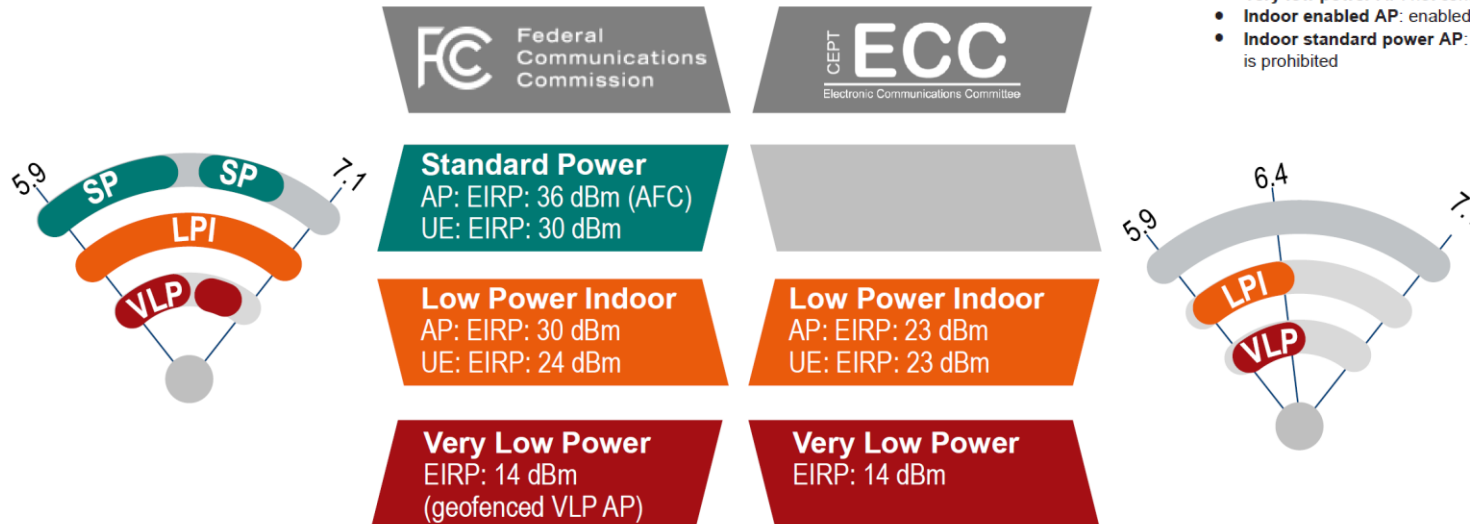 • Indoor enabled AP: enabled
• Indoor standard power AP:
is prohibited
FCC
Federal
Communications
Commission
CEPT
ECC
Electronic Communications Committee
5.9
7.1
SP
SP
LPI
VLP
Standard Power
AP: EIRP: 36 dBm (AFC)
UE: EIRP: 30 dBm
Low Power Indoor
AP: EIRP: 30 dBm
UE: EIRP: 24 dBm
Low Power Indoor
AP: EIRP: 23 dBm
UE: EIRP: 23 dBm
Very Low Power
EIRP: 14 dBm
(geofenced VLP AP)
Very Low Power
EIRP: 14 dBm
5.9
6.4
LPI
VLP